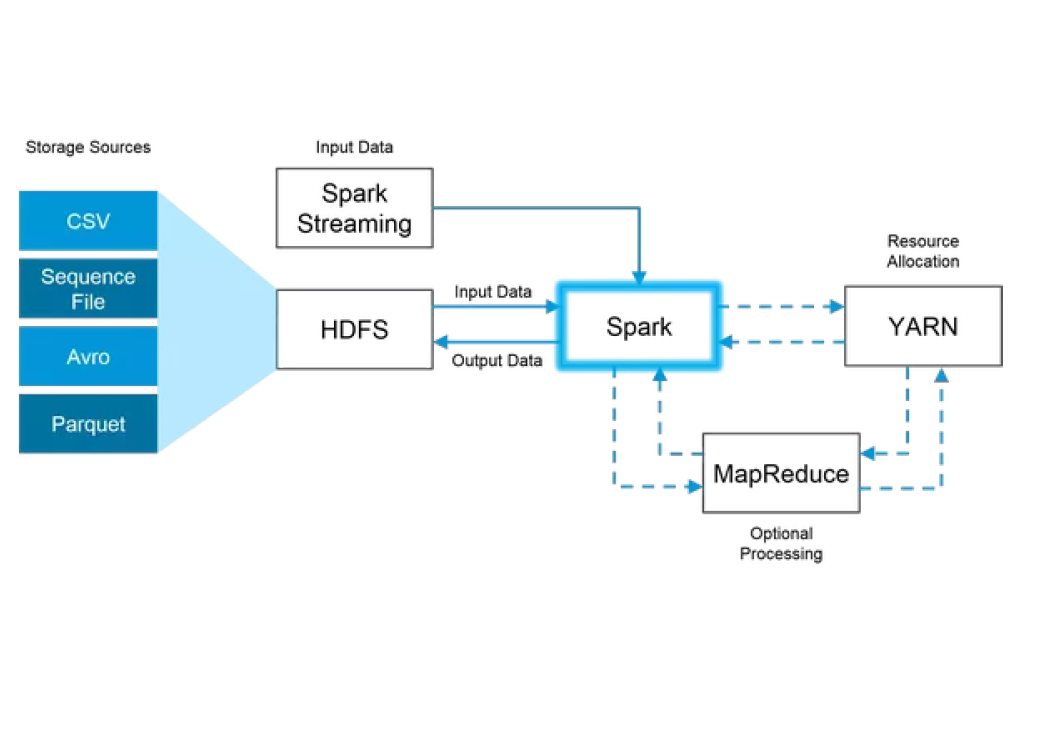 Storage Sources
CSV
Sequence
File
Avro
Parquet
Input Data
Spark
Streaming
HDFS
Input Data
Output Data
Spark
Resource
Allocation
YARN
MapReduce
Optional
Processing